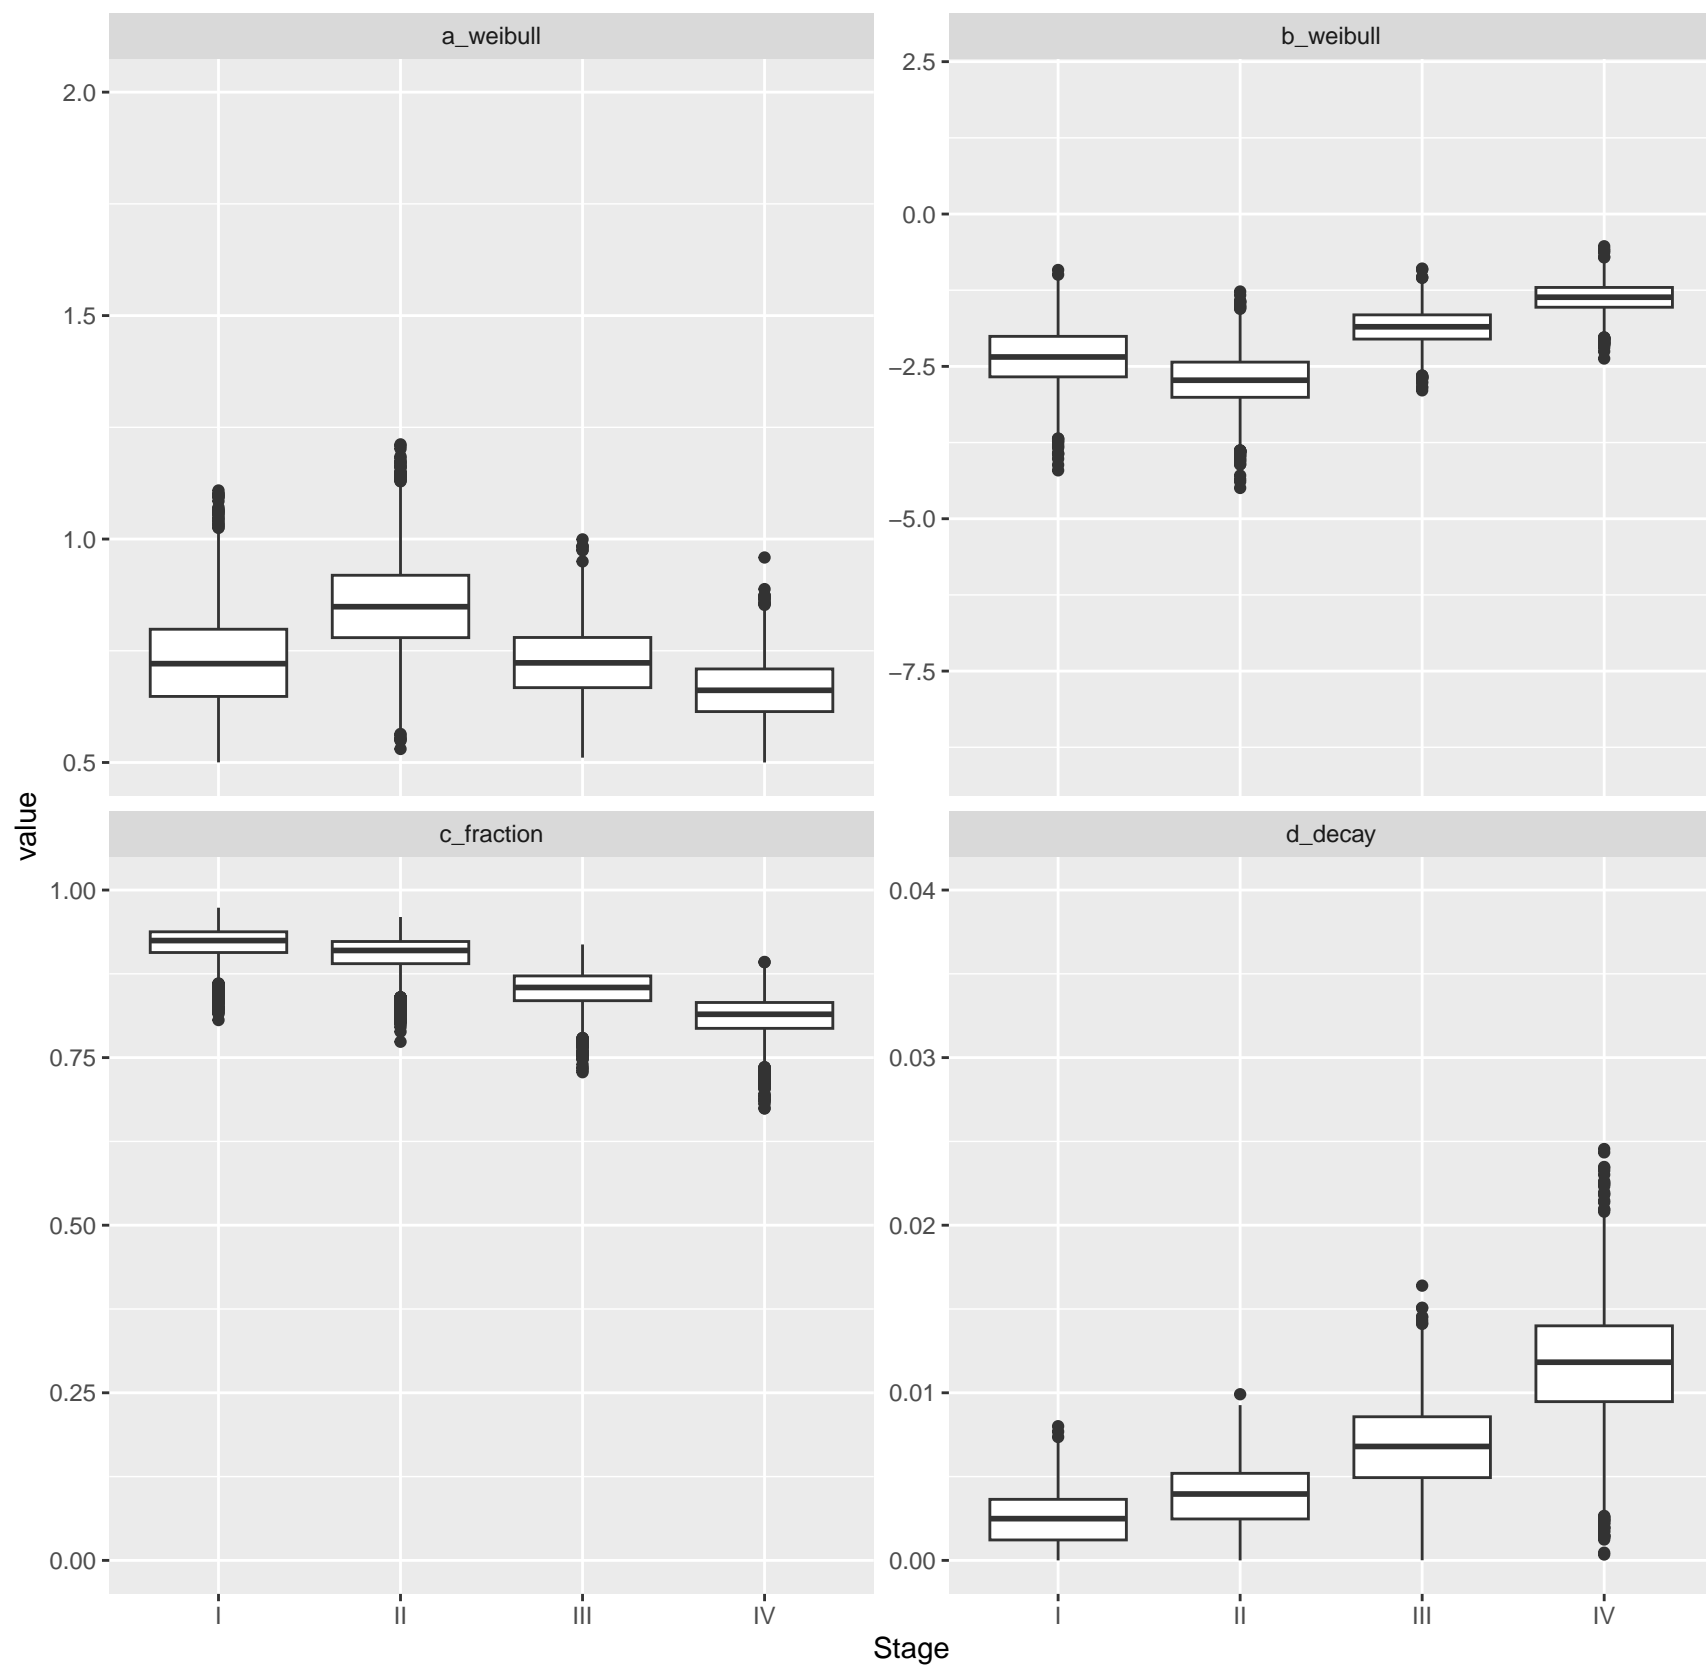 a_weibull
b_weibull
2.0
1.5
1.0
0.5
2.5
0.0
−2.5
−5.0
−7.5
value
c_fraction
d_decay
1.00
0.75
0.50
0.25
0.00
0.04
0.03
0.02
0.01
0.00
I II III IV
I II III IV
Stage